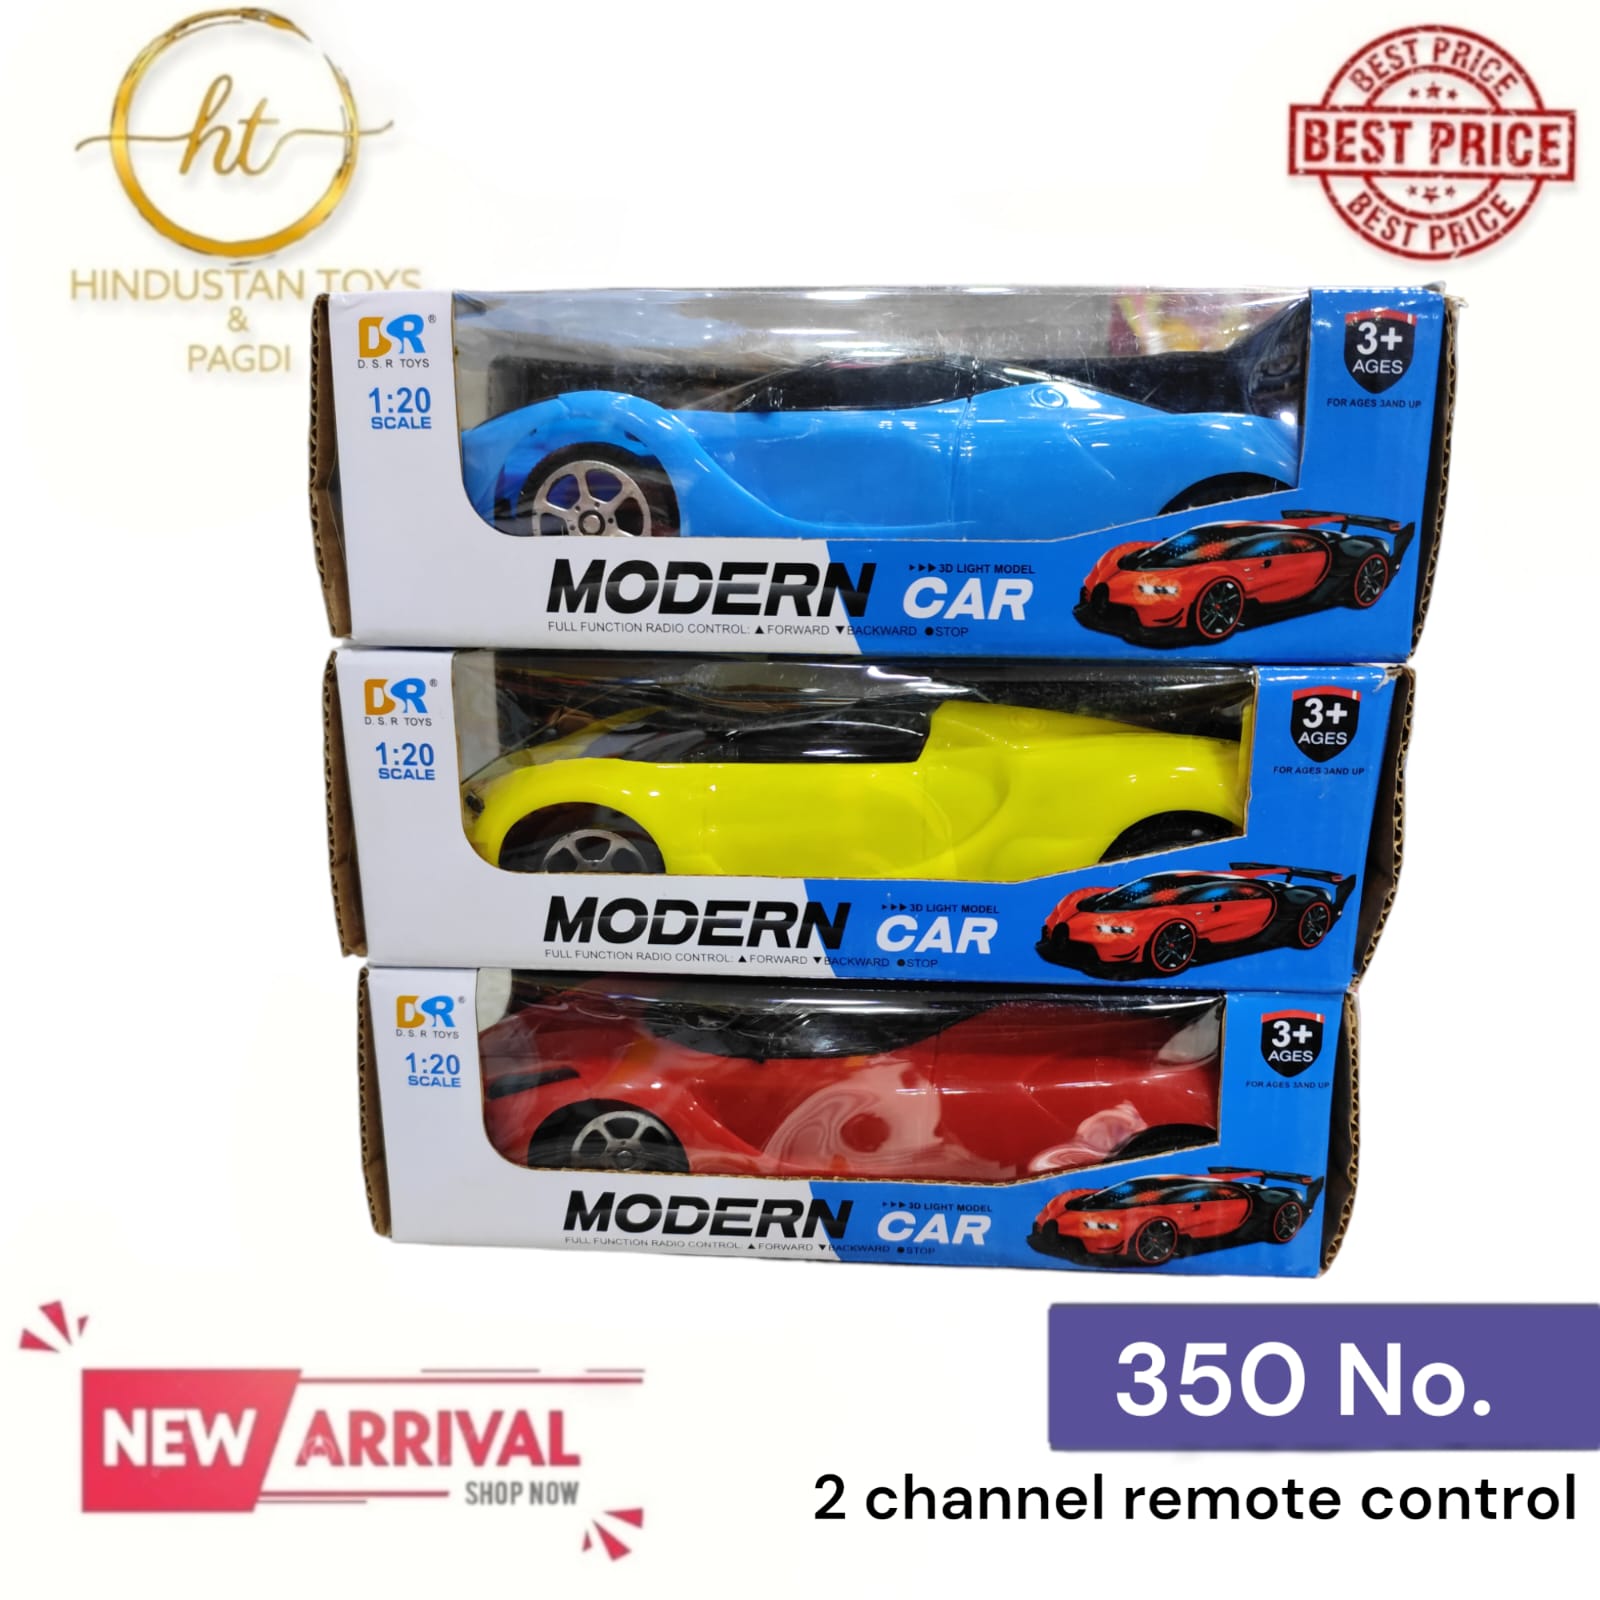 ht
HINDUSTAN TOYS
&
PAGDI
BEST PRICE
BEST PRICE
BEST PRICE
DSR®
D. S. R TOYS
1:20
SCALE
3+
AGES
FOR AGES 3AND UP
MODERN
▶▶▶3D LIGHT MODEL
CAR
FULL FUNCTION RADIO CONTROL: ▲FORWARD ▼BACKWARD ●STOP
DSR®
D. S. R TOYS
1:20
SCALE
3+
AGES
FOR AGES 3AND UP
MODERN
▶▶▶3D LIGHT MODEL
CAR
FULL FUNCTION RADIO CONTROL: ▲FORWARD ▼BACKWARD ●STOP
DSR®
D. S. R TOYS
1:20
SCALE
3+
AGES
FOR AGES 3AND UP
MODERN
▶▶▶3D LIGHT MODEL
CAR
FULL FUNCTION RADIO CONTROL: ▲FORWARD ▼BACKWARD ●STOP
NEW ARRIVAL
SHOP NOW
350 No.
2 channel remote control